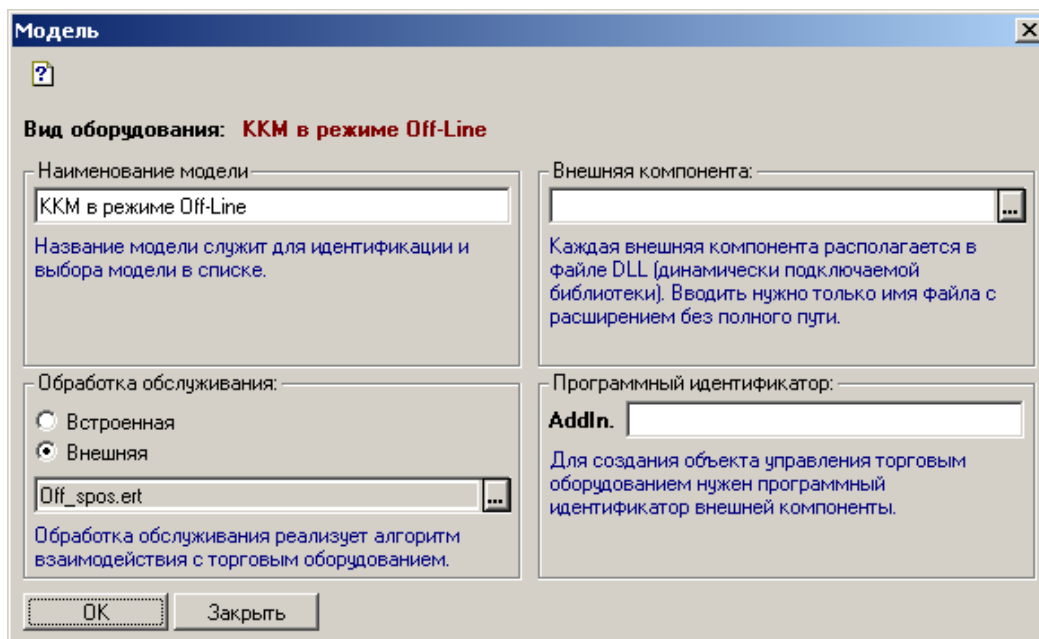 Модель
Вид оборудования: ККМ в режиме Off-Line
Наименование модели
ККМ в режиме Off-Line
Название модели служит для идентификации и
выбора модели в списке.
Внешняя компонента:
...
Каждая внешняя компонента располагается в
файле DLL (динамически подключаемой
библиотеки). Вводить нужно только имя файла с
расширением без полного пути.
Обработка обслуживания:
Встроенная
Внешняя
Off_spos.ert ...
Обработка обслуживания реализует алгоритм
взаимодействия с торговым оборудованием.
Программный идентификатор:
AddIn.
Для создания объекта управления торговым
оборудованием нужен программный
идентификатор внешней компоненты.
OK Закрыть